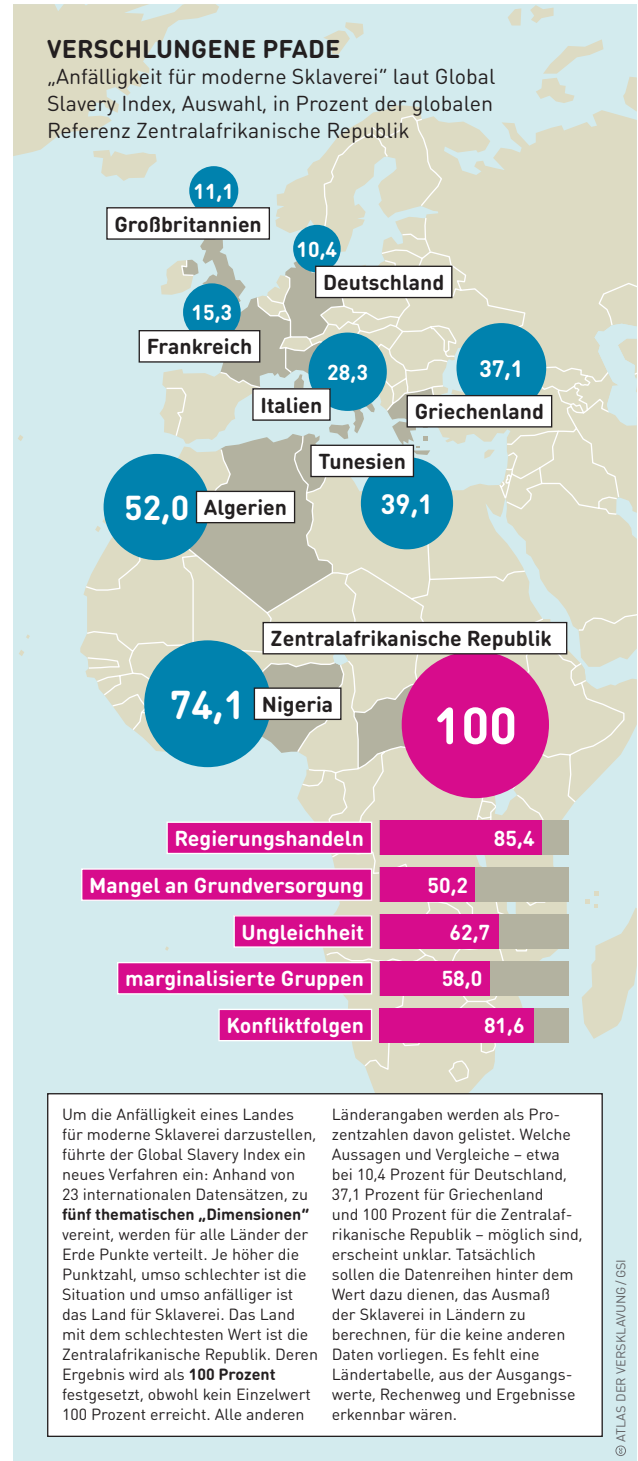 VERSCHLUNGENE PFADE
„Anfälligkeit für moderne Sklaverei“ laut Global
Slavery Index, Auswahl, in Prozent der globalen
Referenz Zentralafrikanische Republik
11,1
Großbritannien
10,4
Deutschland
15,3
Frankreich
28,3
Italien
37,1
Griechenland
Tunesien
39,1
52,0
Algerien
Zentralafrikanische Republik
100
74,1
Nigeria
Regierungshandeln
85,4
Mangel an Grundversorgung
50,2
Ungleichheit
62,7
marginalisierte Gruppen
58,0
Konfliktfolgen
81,6
Um die Anfälligkeit eines Landes
für moderne Sklaverei darzustellen,
führte der Global Slavery Index ein
neues Verfahren ein: Anhand von
23 internationalen Datensätzen, zu
fünf thematischen „Dimensionen“
vereint, werden für alle Länder der
Erde Punkte verteilt. Je höher die
Punktzahl, umso schlechter ist die
Situation und umso anfälliger ist
das Land für Sklaverei. Das Land
mit dem schlechtesten Wert ist die
Zentralafrikanische Republik. Deren
Ergebnis wird als 100 Prozent
festgesetzt, obwohl kein Einzelwert
100 Prozent erreicht. Alle anderen
Länderangaben werden als Pro-
zentzahlen davon gelistet. Welche
Aussagen und Vergleiche – etwa
bei 10,4 Prozent für Deutschland,
37,1 Prozent für Griechenland
und 100 Prozent für die Zentralaf-
rikanische Republik – möglich sind,
erscheint unklar. Tatsächlich
sollen die Datenreihen hinter dem
Wert dazu dienen, das Ausmaß
der Sklaverei in Ländern zu
berechnen, für die keine anderen
Daten vorliegen. Es fehlt eine
Ländertabelle, aus der Ausgangs-
werte, Rechenweg und Ergebnisse
erkennbar wären.
ATLAS DER VERSKLAVUNG / GSI